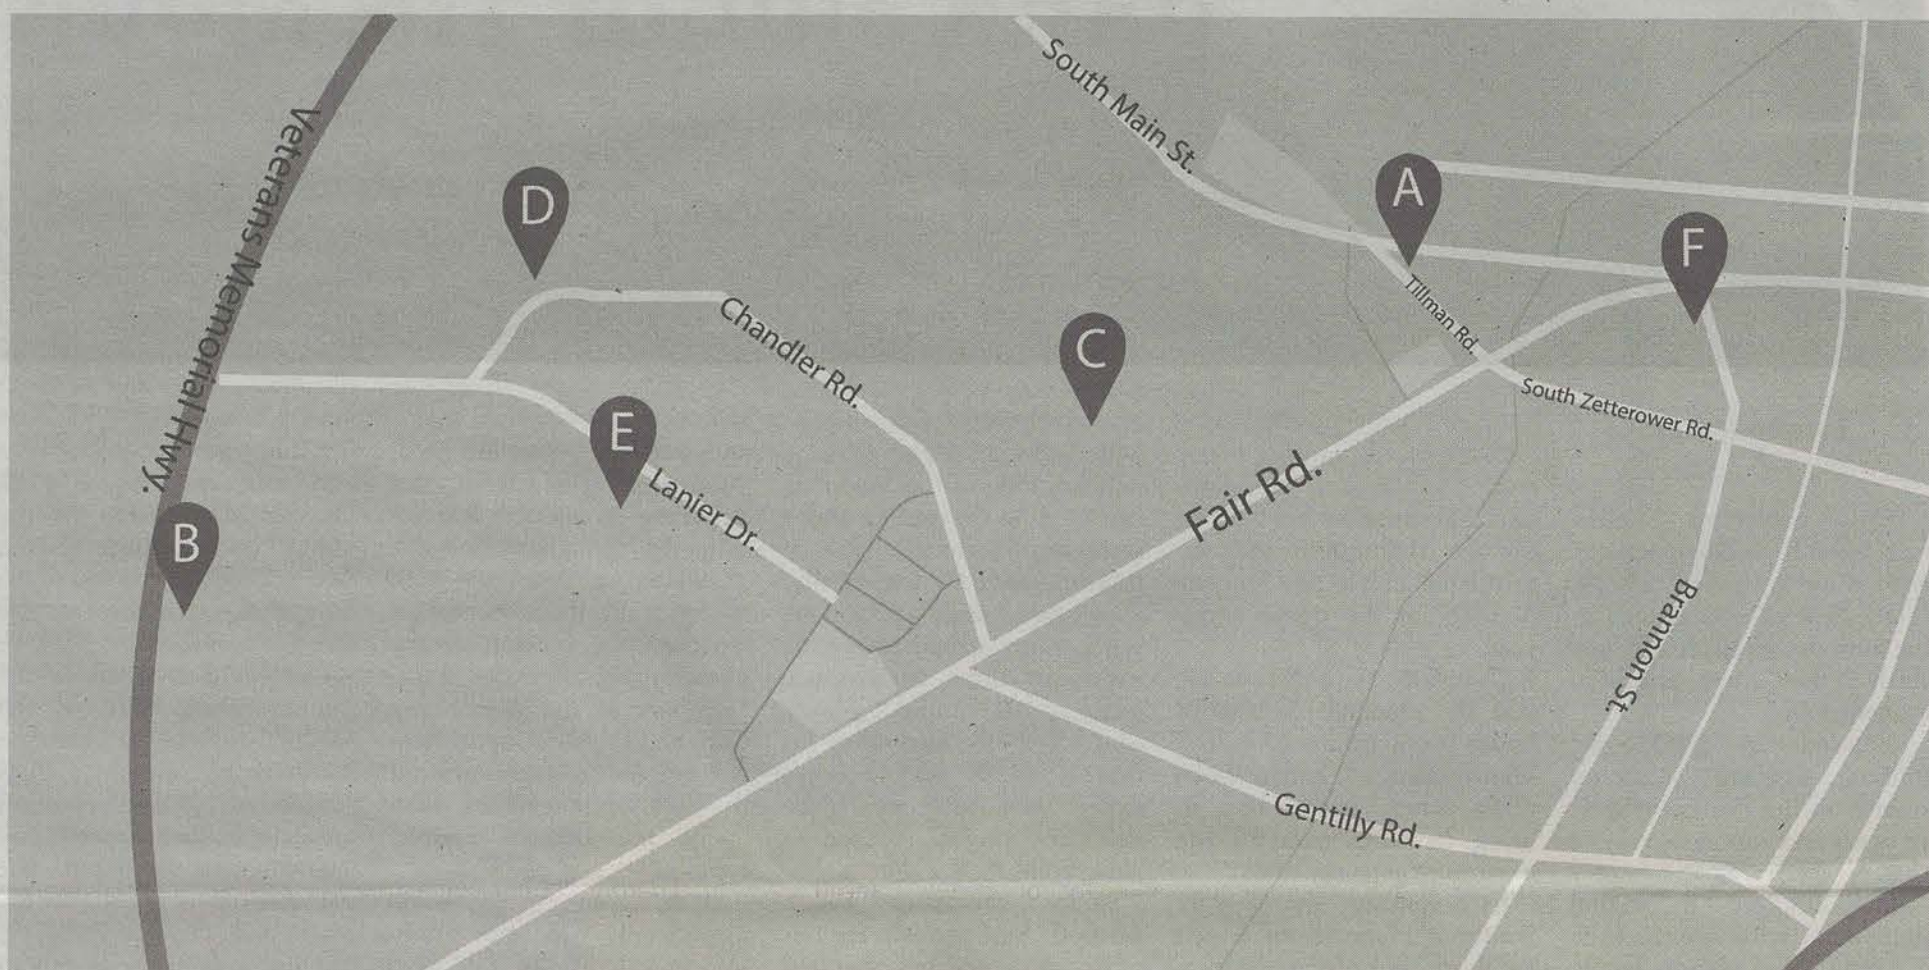 South Main St.
Veterans Memorial Hwy.
A
D
F
Tillman Rd.
Chandler Rd.
C
South Zetterower Rd.
E
Fair Rd.
Lanier Dr.
B
Brannon St.
Gentilly Rd.